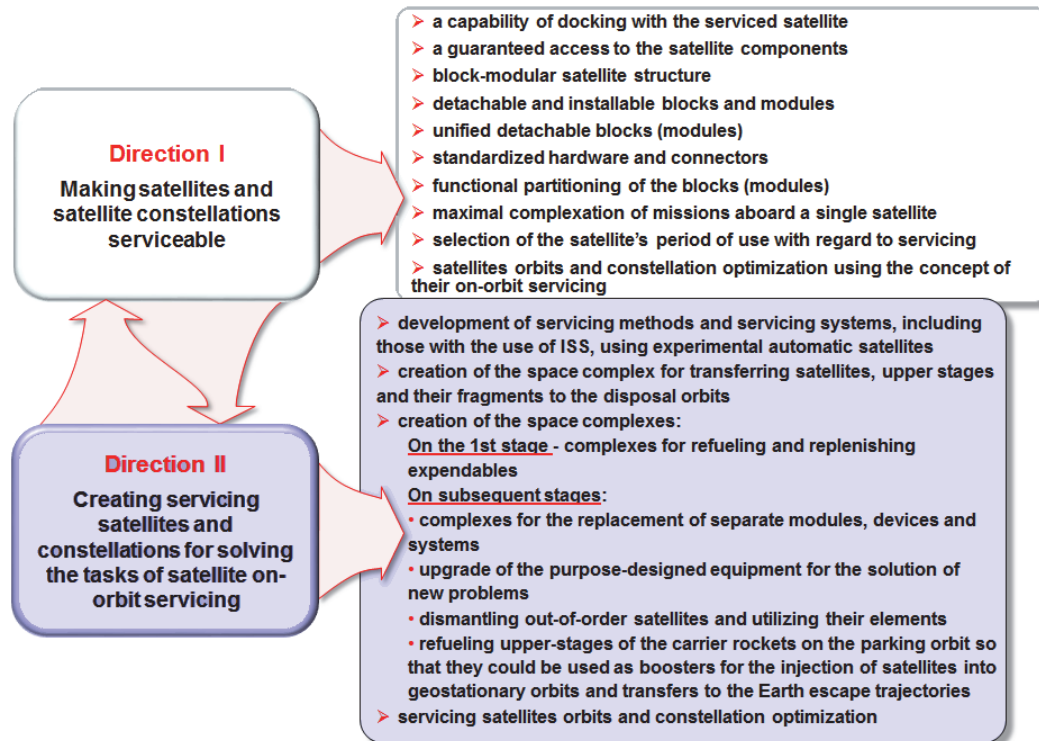 Direction I
Making satellites and
satellite constellations
serviceable
➢ a capability of docking with the serviced satellite
➢ a guaranteed access to the satellite components
➢ block-modular satellite structure
➢ detachable and installable blocks and modules
➢ unified detachable blocks (modules)
➢ standardized hardware and connectors
➢ functional partitioning of the blocks (modules)
➢ maximal complexation of missions aboard a single satellite
➢ selection of the satellite's period of use with regard to servicing
➢ satellites orbits and constellation optimization using the concept of
their on-orbit servicing
Direction II
Creating servicing
satellites and
constellations for solving
the tasks of satellite on-
orbit servicing
➢ development of servicing methods and servicing systems, including
those with the use of ISS, using experimental automatic satellites
➢ creation of the space complex for transferring satellites, upper stages
and their fragments to the disposal orbits
➢ creation of the space complexes:
On the 1st stage - complexes for refueling and replenishing
expendables
On subsequent stages:
• complexes for the replacement of separate modules, devices and
systems
• upgrade of the purpose-designed equipment for the solution of
new problems
• dismantling out-of-order satellites and utilizing their elements
• refueling upper-stages of the carrier rockets on the parking orbit so
that they could be used as boosters for the injection of satellites into
geostationary orbits and transfers to the Earth escape trajectories
➢ servicing satellites orbits and constellation optimization